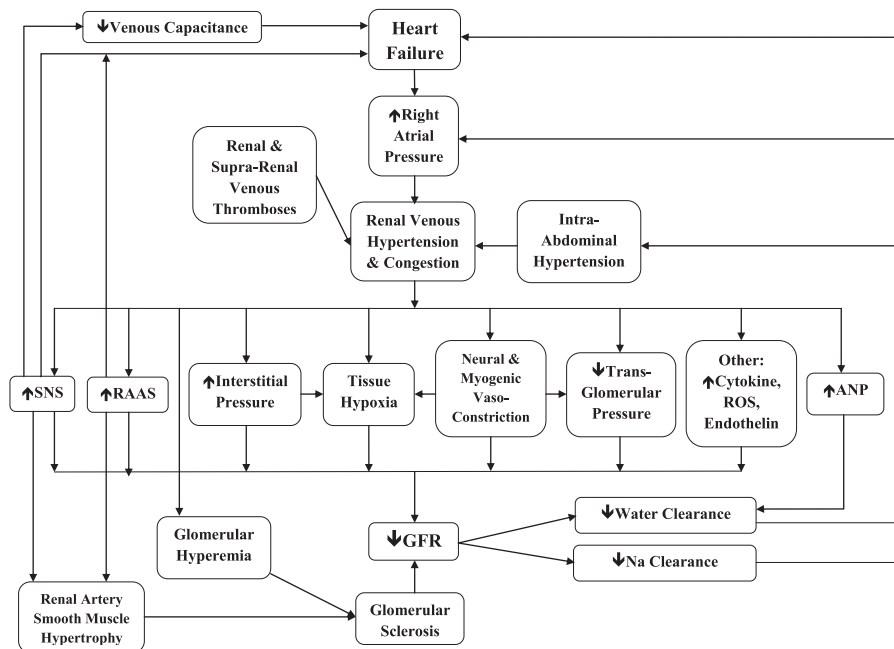 🡹Venous Capacitance
Heart
Failure
🡹Right
Atrial
Pressure
Renal &
Supra-Renal
Venous
Thromboses
Renal Venous
Hypertension
& Congestion
Intra-
Abdominal
Hypertension
🡹SNS
🡹RAAS
🡹Interstitial
Pressure
Tissue
Hypoxia
Neural &
Myogenic
Vaso-
Constriction
🡻Trans-
Glomerular
Pressure
Other:
🡹Cytokine,
ROS,
Endothelin
🡹ANP
Glomerular
Hyperemia
🡻GFR
🡻Water Clearance
🡻Na Clearance
Renal Artery
Smooth Muscle
Hypertrophy
Glomerular
Sclerosis